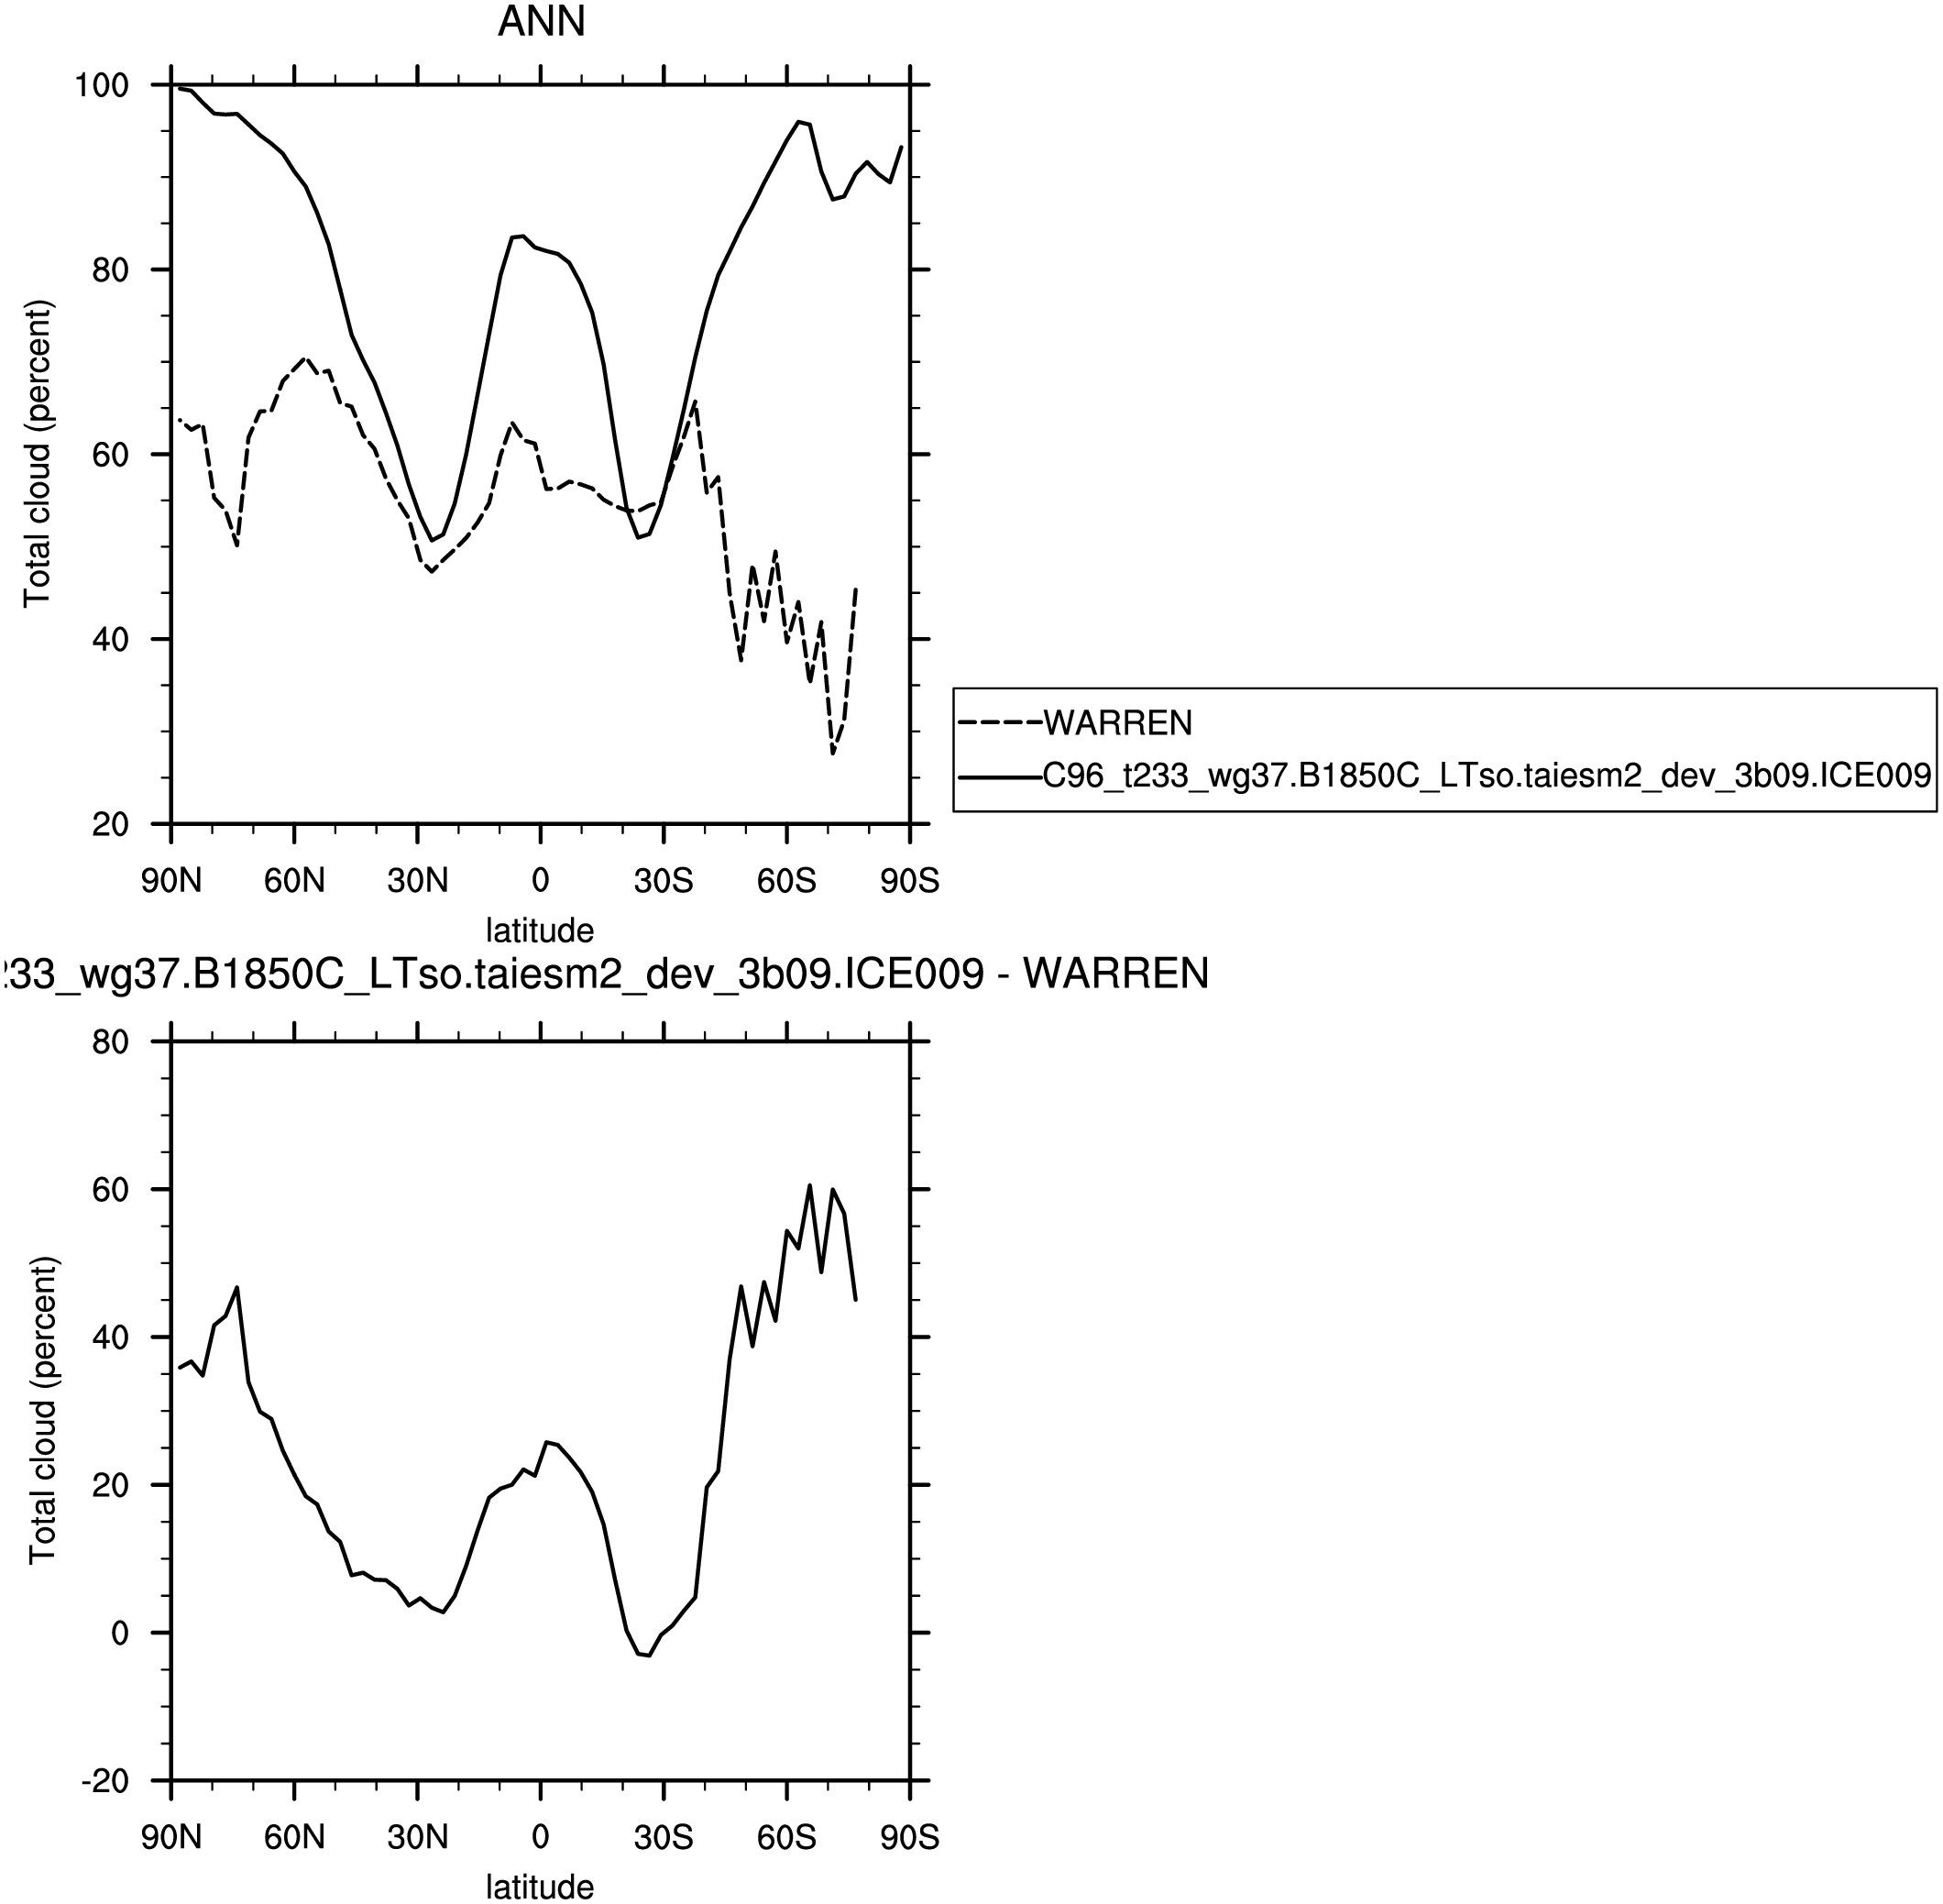 ANN
100
80
60
40
20
Total cloud (percent)
90N 60N 30N 0 30S 60S 90S
latitude
WARREN
C96_t233_wg37.B1850C_LTso.taiesm2_dev_3b09.ICE009
33_wg37.B1850C_LTso.taiesm2_dev_3b09.ICE009 - WARREN
80
60
40
20
0
-20
Total cloud (percent)
90N 60N 30N 0 30S 60S 90S
latitude